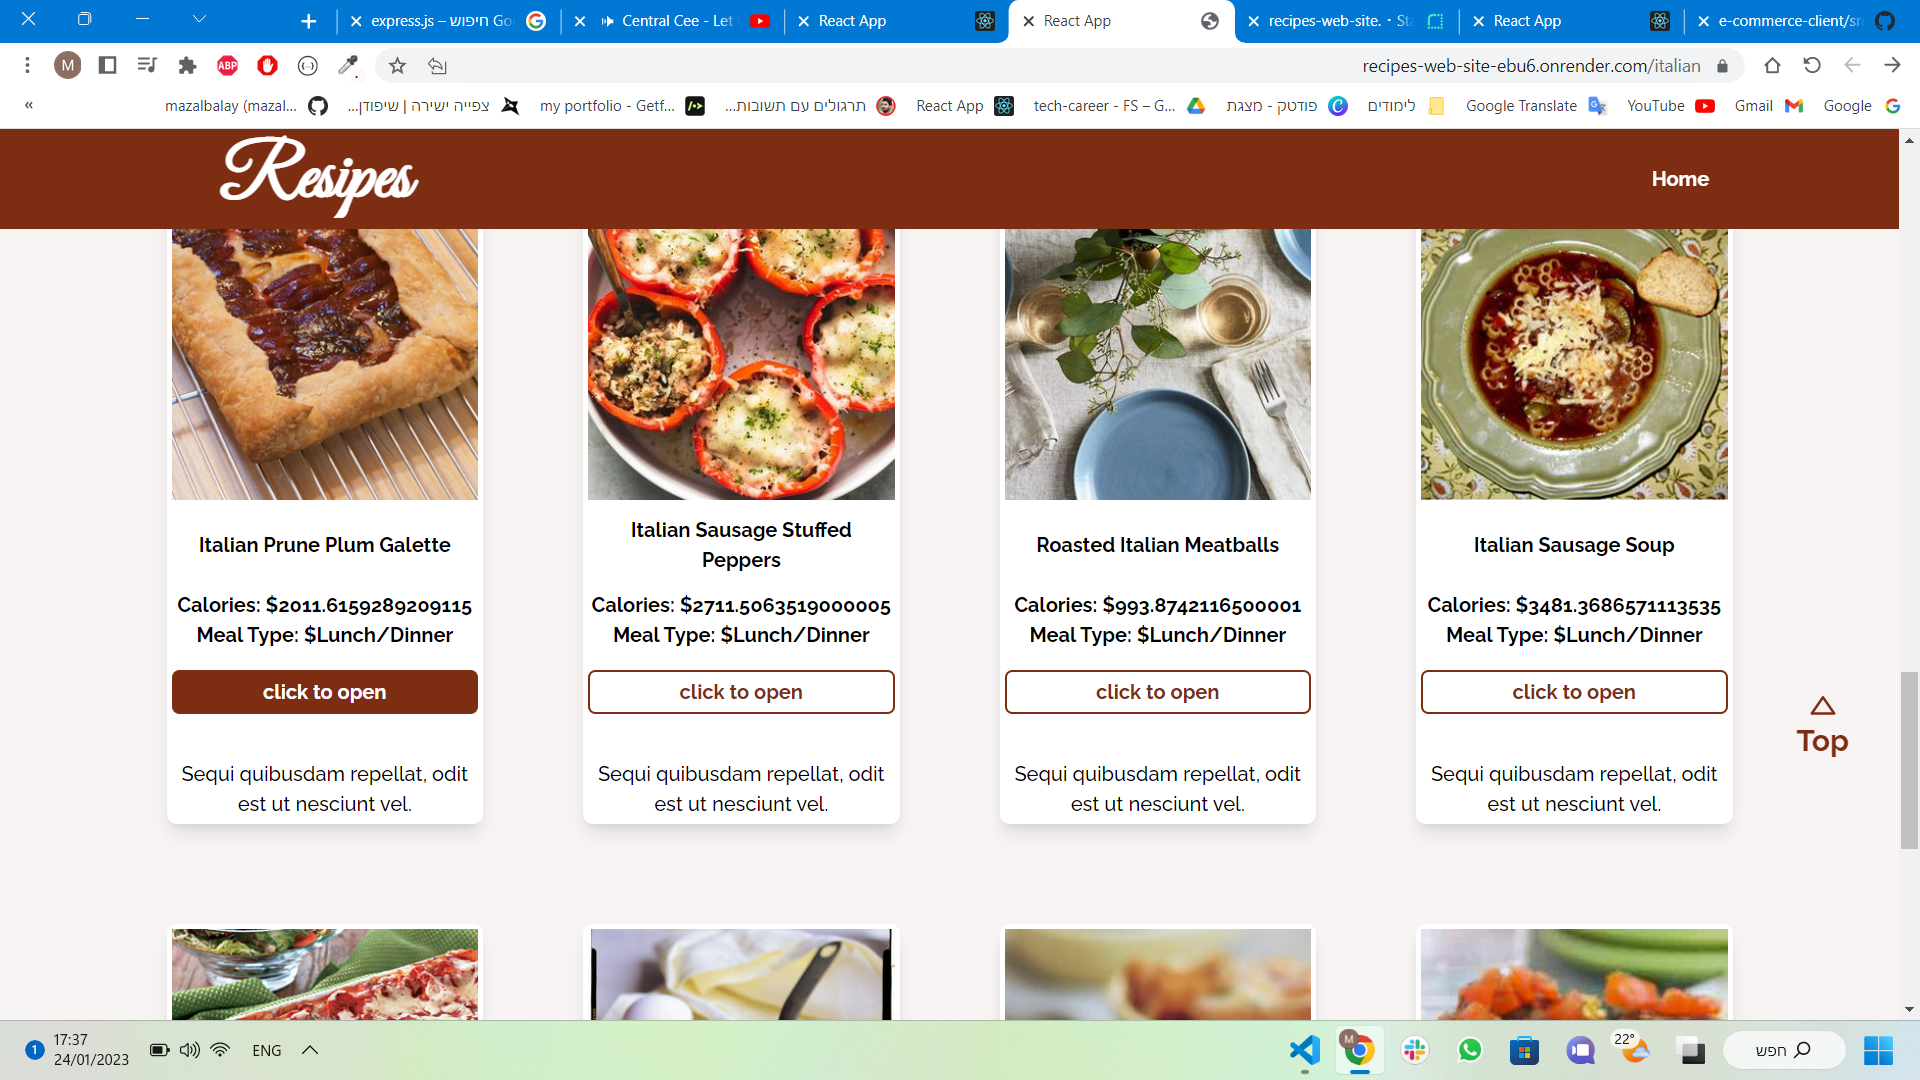 express.js – חיפוש Go
Central Cee - Let
React App
React App
recipes-web-site. · Sta
React App
e-commerce-client/sr
M
ABP
recipes-web-site-ebu6.onrender.com/italian
«
mazalbalay (mazal...
צפייה ישירה | שיפודן...
my portfolio - Getf...
תרגולים עם תשובות...
React App
tech-career - FS – G...
פודטק - מצגת
לימודים
Google Translate
YouTube
Gmail
Google
Resipes
Home
Italian Prune Plum Galette
Calories: $2011.6159289209115
Meal Type: $Lunch/Dinner
click to open
Sequi quibusdam repellat, odit
est ut nesciunt vel.
Italian Sausage Stuffed
Peppers
Calories: $2711.5063519000005
Meal Type: $Lunch/Dinner
click to open
Sequi quibusdam repellat, odit
est ut nesciunt vel.
Roasted Italian Meatballs
Calories: $993.8742116500001
Meal Type: $Lunch/Dinner
click to open
Sequi quibusdam repellat, odit
est ut nesciunt vel.
Italian Sausage Soup
Calories: $3481.3686571113535
Meal Type: $Lunch/Dinner
click to open
Sequi quibusdam repellat, odit
est ut nesciunt vel.
Top
1
17:37
24/01/2023
ENG
M
22°
חפש